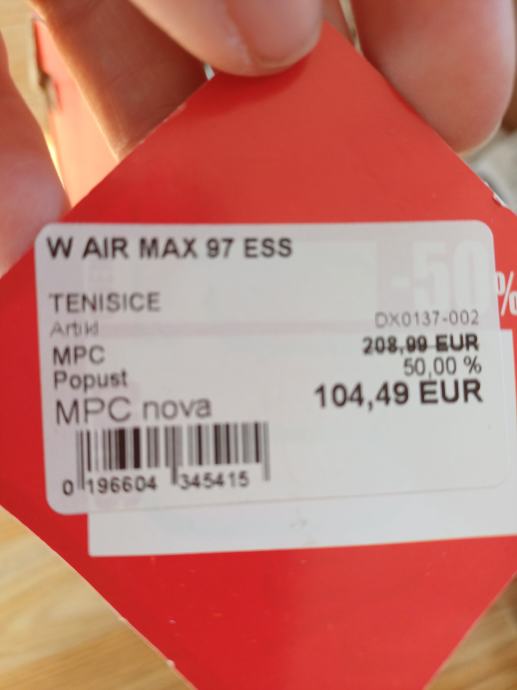 W AIR MAX 97 ESS
-50%
TENISICE
Artikl DX0137-002
MPC 208,99 EUR
Popust 50,00 %
MPC nova 104,49 EUR
0 196604 345415